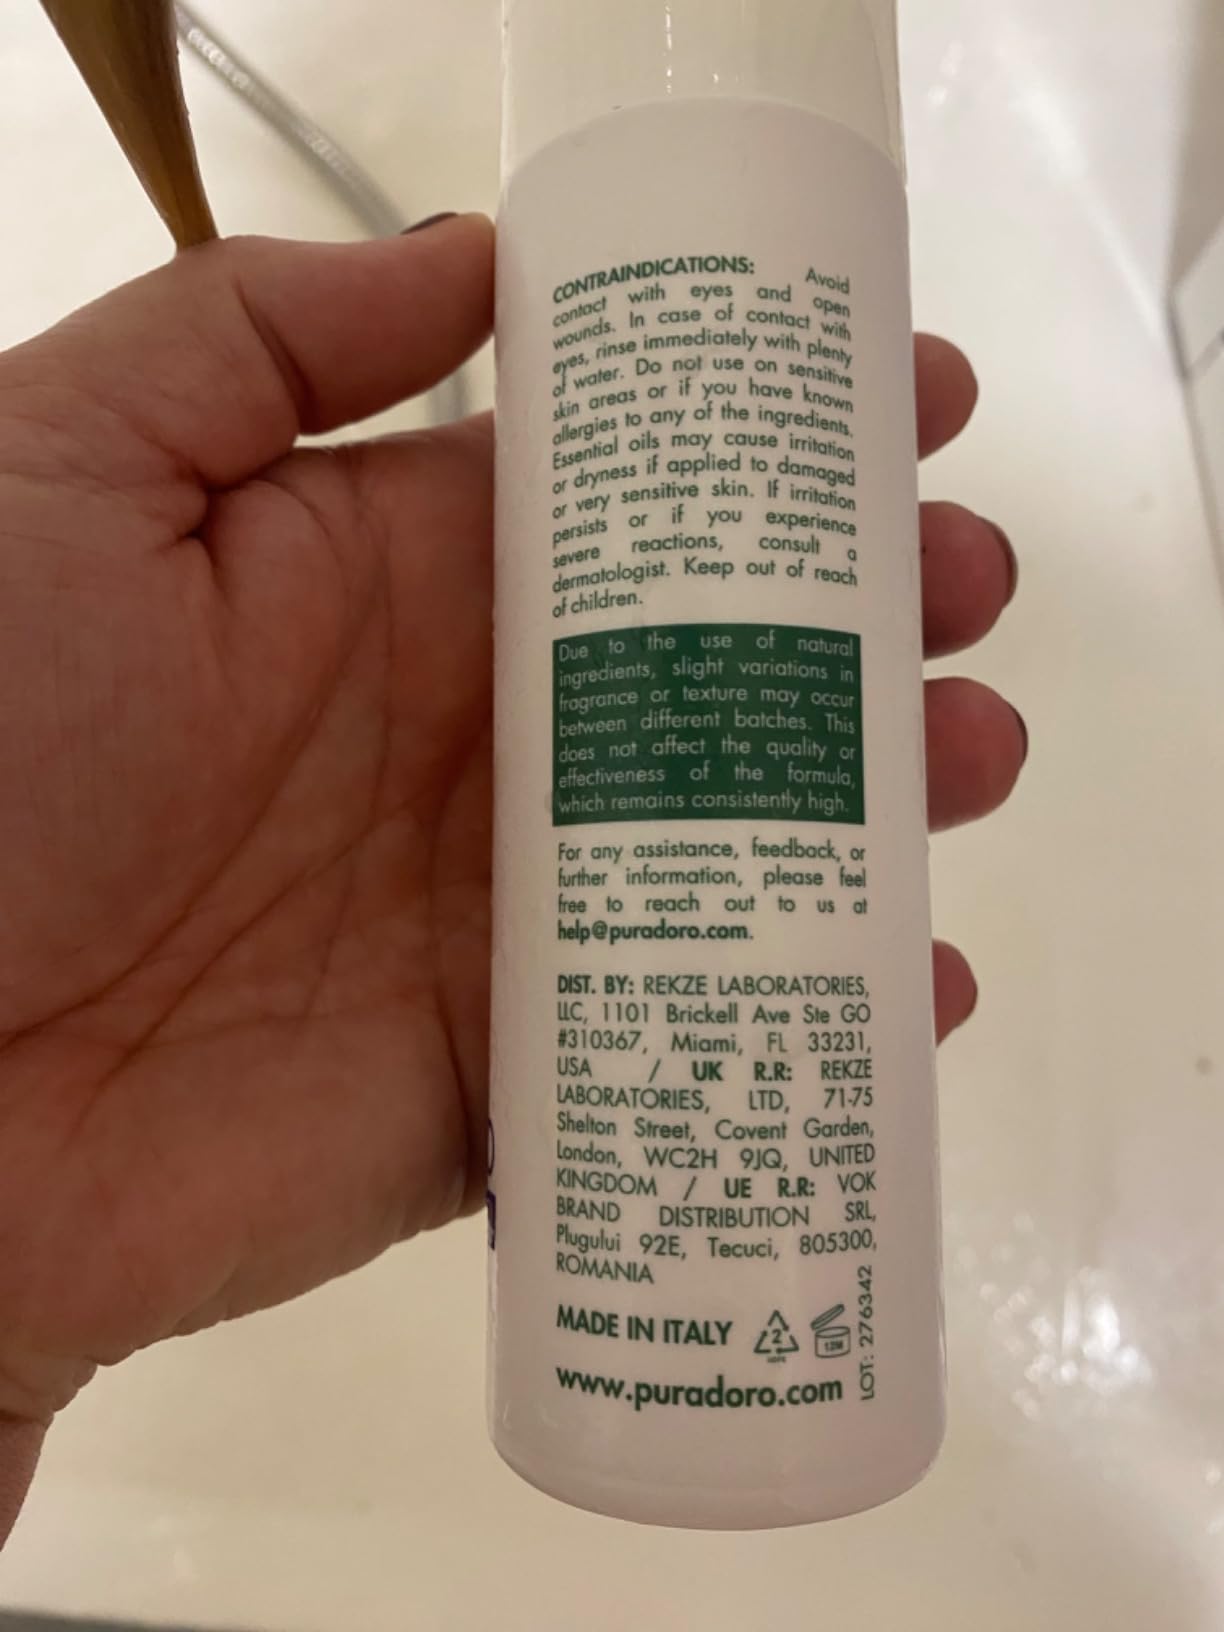 CONTRAINDICATIONS: Avoid
contact with eyes and open
wounds. In case of contact with
eyes, rinse immediately with plenty
of water. Do not use on sensitive
skin areas or if you have known
allergies to any of the ingredients.
Essential oils may cause irritation
or dryness if applied to damaged
or very sensitive skin. If irritation
persists or if you experience
severe reactions, consult a
dermatologist. Keep out of reach
of children.
Due to the use of natural
ingredients, slight variations in
fragrance or texture may occur
between different batches. This
does not affect the quality or
effectiveness of the formula,
which remains consistently high.
For any assistance, feedback, or
further information, please feel
free to reach out to us at
help@puradoro.com.
DIST. BY: REKZE LABORATORIES,
LLC, 1101 Brickell Ave Ste GO
#310367, Miami, FL 33231,
USA / UK R.R: REKZE
LABORATORIES, LTD, 71-75
Shelton Street, Covent Garden,
London, WC2H 9JQ, UNITED
KINGDOM / UE R.R: VOK
BRAND DISTRIBUTION SRL,
Plugului 92E, Tecuci, 805300,
ROMANIA
MADE IN ITALY
2
HDPE
12M
LOT: 276342
www.puradoro.com